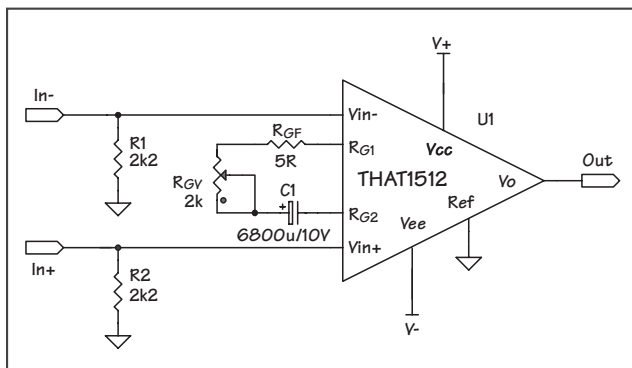 V+
In-
U1
Vin-
R1
2k2
RGF
5R
RG1
Vcc
Out
RGV
2k
THAT1512
Vo
C1
+
RG2
Ref
6800u/10V
Vee
Vin+
In+
R2
2k2
V-